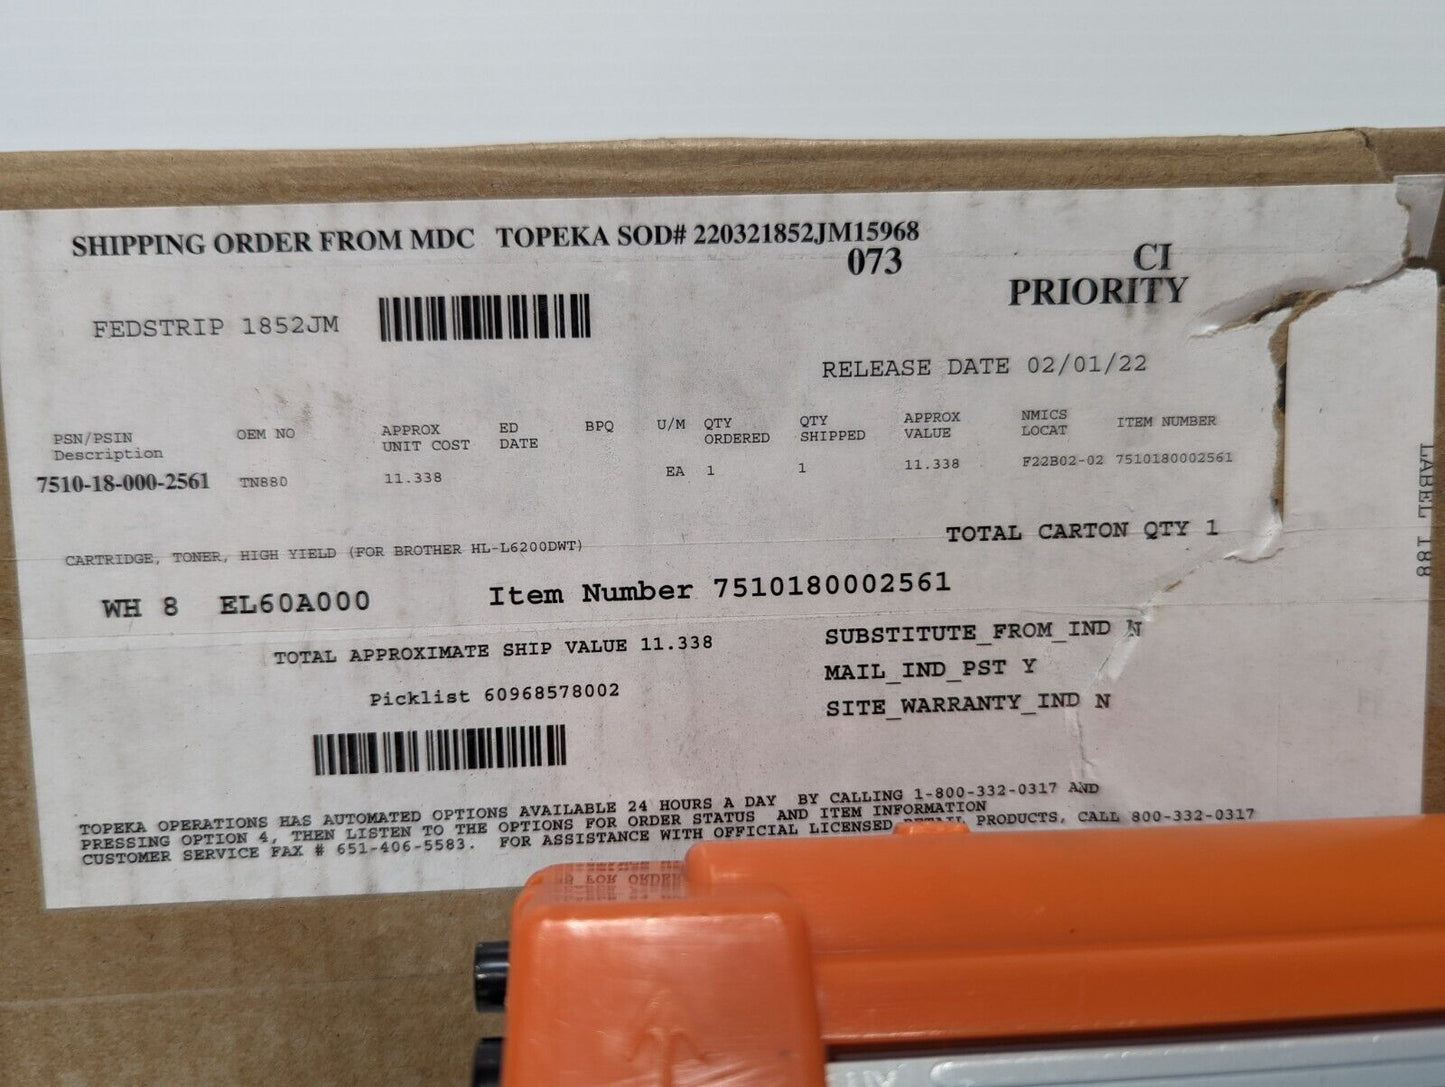 SHIPPING ORDER FROM MDC TOPEKA SOD# 220321852JM15968
073
CI
PRIORITY
FEDSTRIP 1852JM
RELEASE DATE 02/01/22
PSN/PSIN
Description
OEM NO
APPROX
UNIT COST
ED
DATE
BPQ
U/M
QTY
ORDERED
QTY
SHIPPED
APPROX
VALUE
NMICS
LOCAT
ITEM NUMBER
7510-18-000-2561 TN880 11.338 EA 1 1 11.338 F22B02-02 7510180002561
CARTRIDGE, TONER, HIGH YIELD (FOR BROTHER HL-L6200DWT)
TOTAL CARTON QTY 1
WH 8 EL60A000 Item Number 7510180002561
TOTAL APPROXIMATE SHIP VALUE 11.338
SUBSTITUTE_FROM_IND N
MAIL_IND_PST Y
SITE_WARRANTY_IND N
Picklist 60968578002
TOPEKA OPERATIONS HAS AUTOMATED OPTIONS AVAILABLE 24 HOURS A DAY BY CALLING 1-800-332-0317 AND
PRESSING OPTION 4, THEN LISTEN TO THE OPTIONS FOR ORDER STATUS AND ITEM INFORMATION
CUSTOMER SERVICE FAX # 651-406-5583. FOR ASSISTANCE WITH OFFICIAL LICENSED RETAIL PRODUCTS, CALL 800-332-0317
LABEL 188